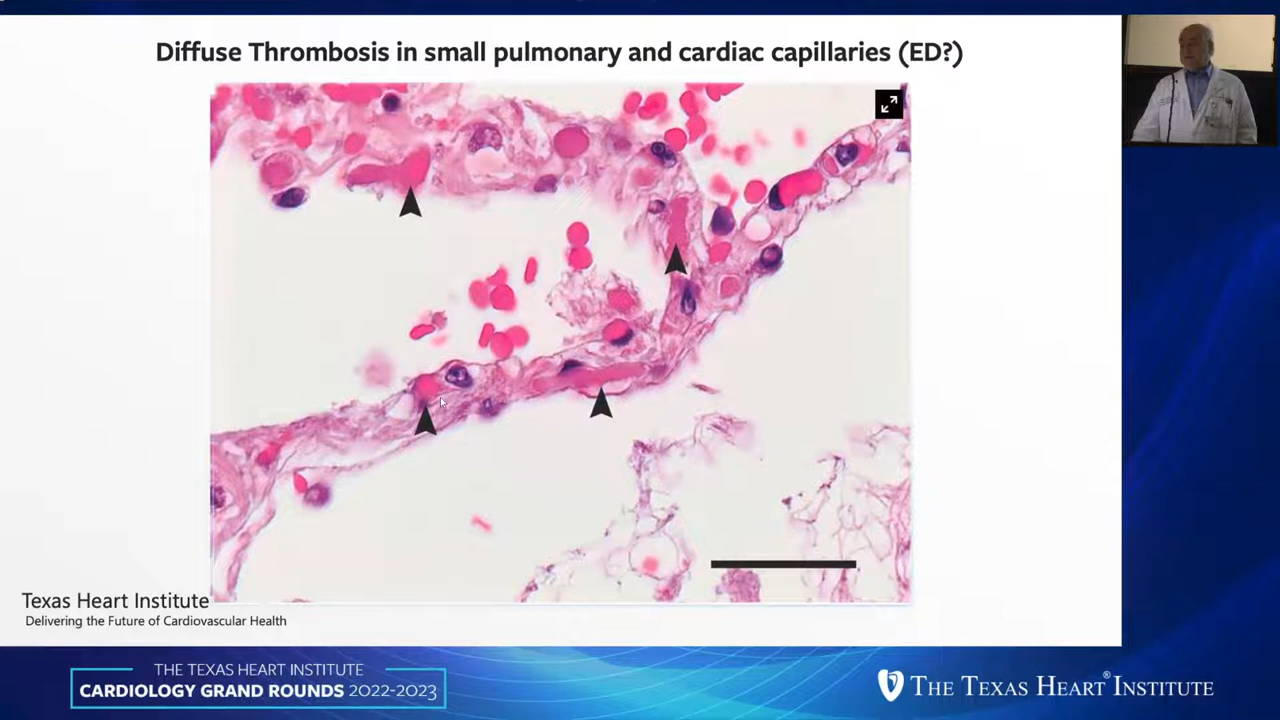 Diffuse Thrombosis in small pulmonary and cardiac capillaries (ED?)
Texas Heart Institute
Delivering the Future of Cardiovascular Health
THE TEXAS HEART INSTITUTE
CARDIOLOGY GRAND ROUNDS 2022-2023
THE TEXAS HEART® INSTITUTE